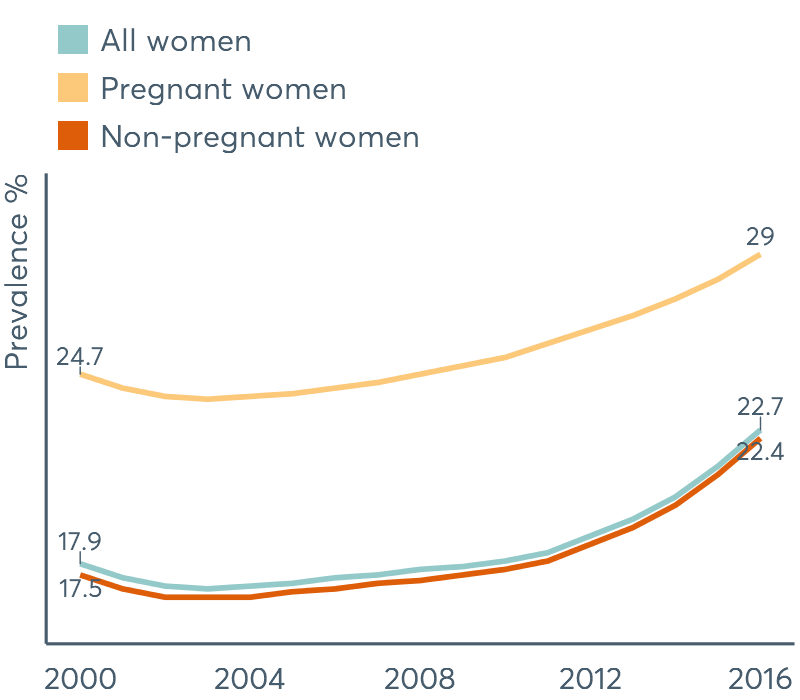 All women
Pregnant women
Non-pregnant women
Prevalence %
29
24.7
22.7
22.4
17.9
17.5
2000 2004 2008 2012 2016